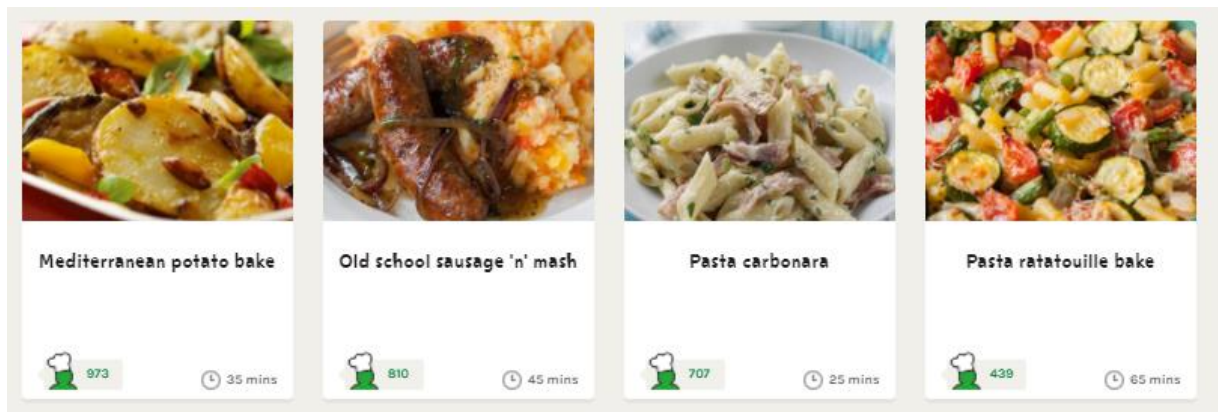 Mediterranean potato bake
973
35 mins
Old school sausage 'n' mash
810
45 mins
Pasta carbonara
707
25 mins
Pasta ratatouille bake
439
65 mins